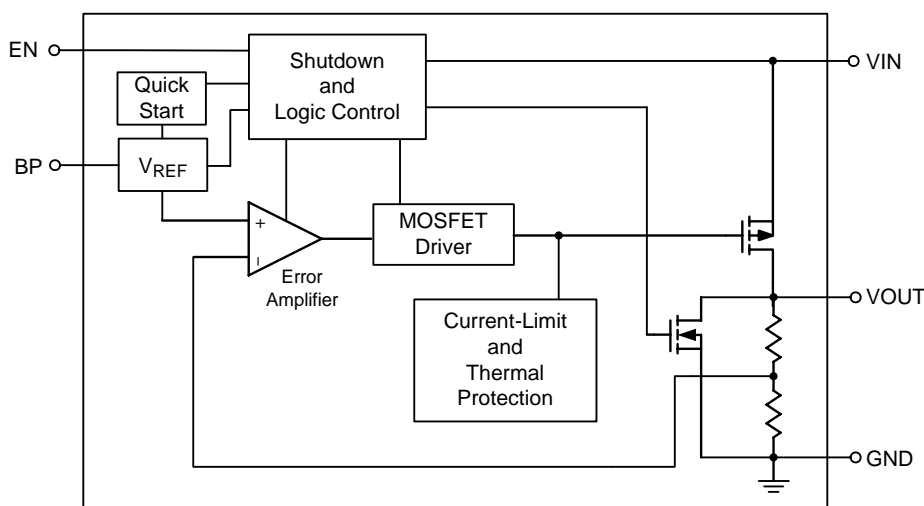 EN
Shutdown
and
Logic Control
VIN
Quick
Start
BP
VREF
+
–
Error
Amplifier
MOSFET
Driver
VOUT
Current-Limit
and
Thermal
Protection
GND